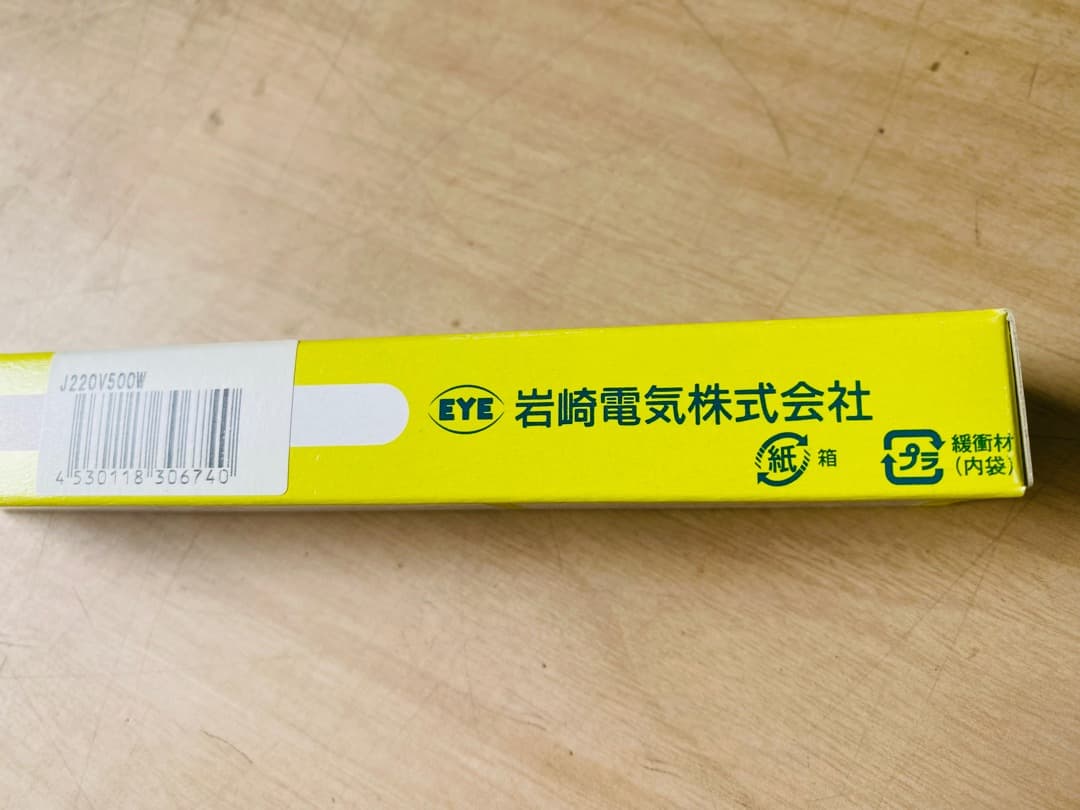 J220V500W
4 530118 306740
EYE 岩崎電気株式会社
紙 箱
プラ 緩衝材
(内袋)